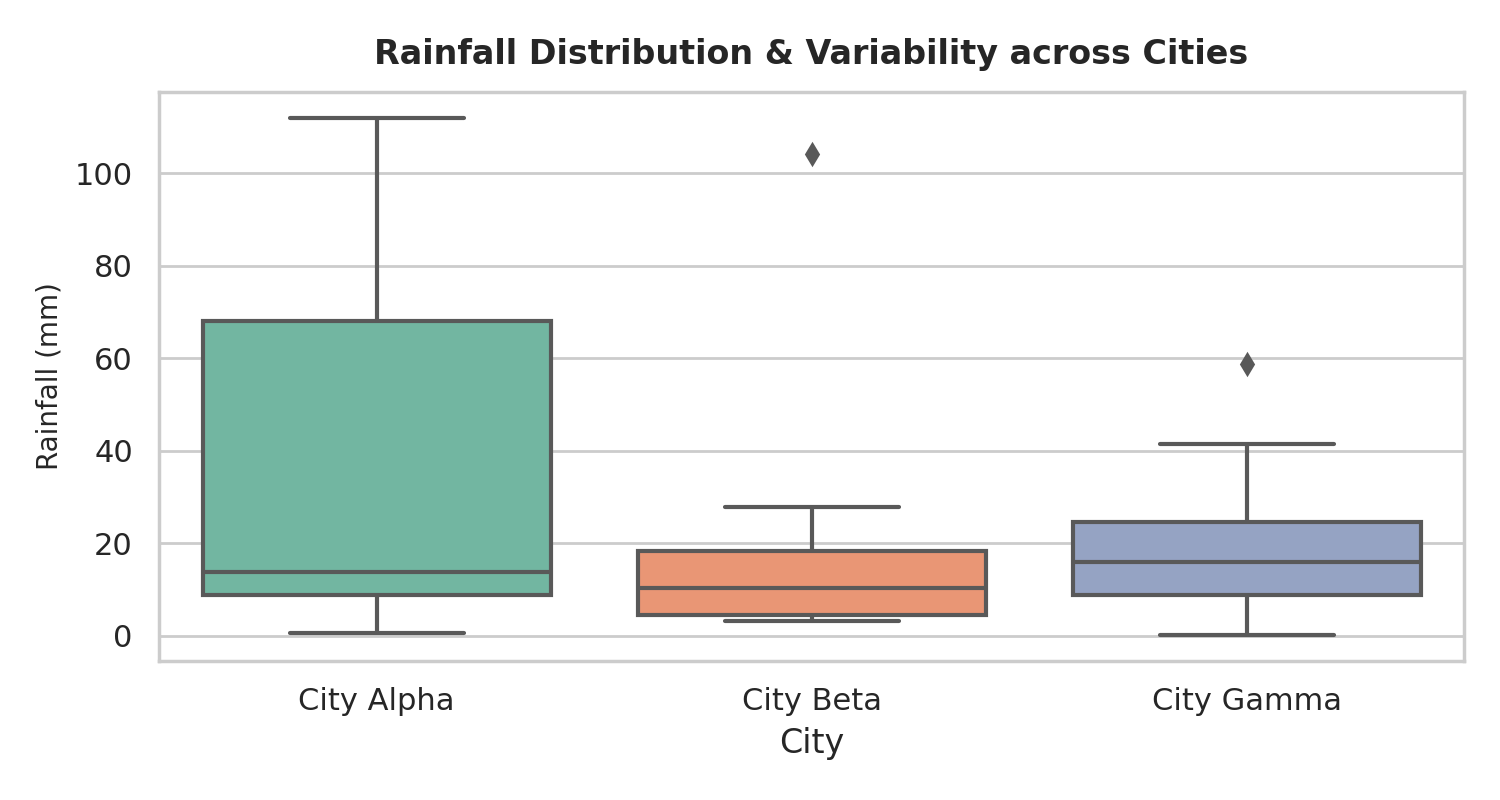 Rainfall Distribution & Variability across Cities
Rainfall (mm)
100
80
60
40
20
0
City Alpha
City Beta
City Gamma
City